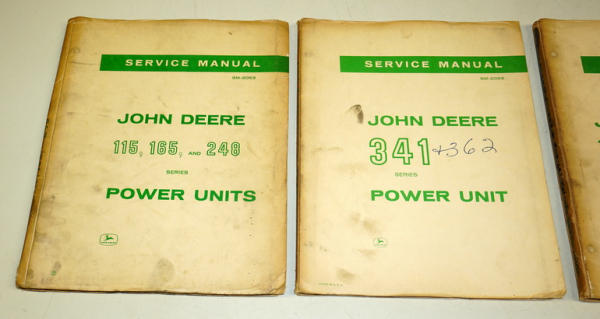 SERVICE MANUAL
JOHN DEERE
115, 165, AND 248
SERIES
POWER UNITS
SERVICE MANUAL
JOHN DEERE
341 +362
SERIES
POWER UNIT